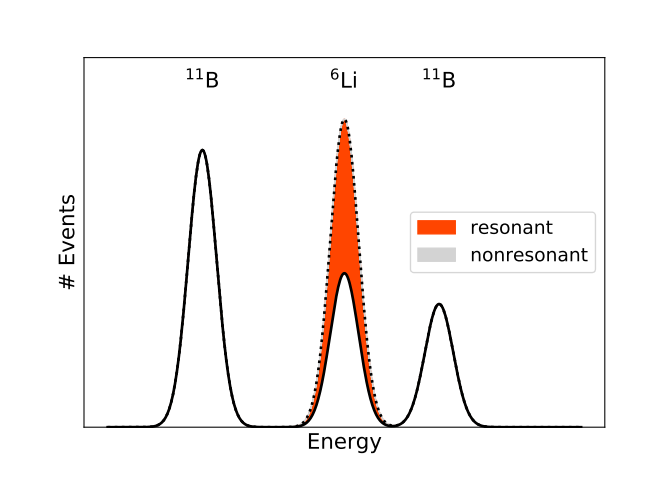 ¹¹B ⁶Li ¹¹B
# Events
resonant
nonresonant
Energy